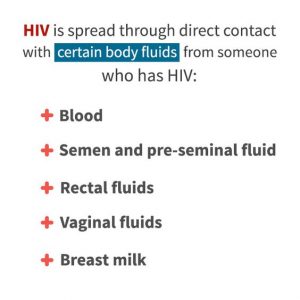 HIV is spread through direct contact
with certain body fluids from someone
who has HIV:
Blood
Semen and pre-seminal fluid
Rectal fluids
Vaginal fluids
Breast milk